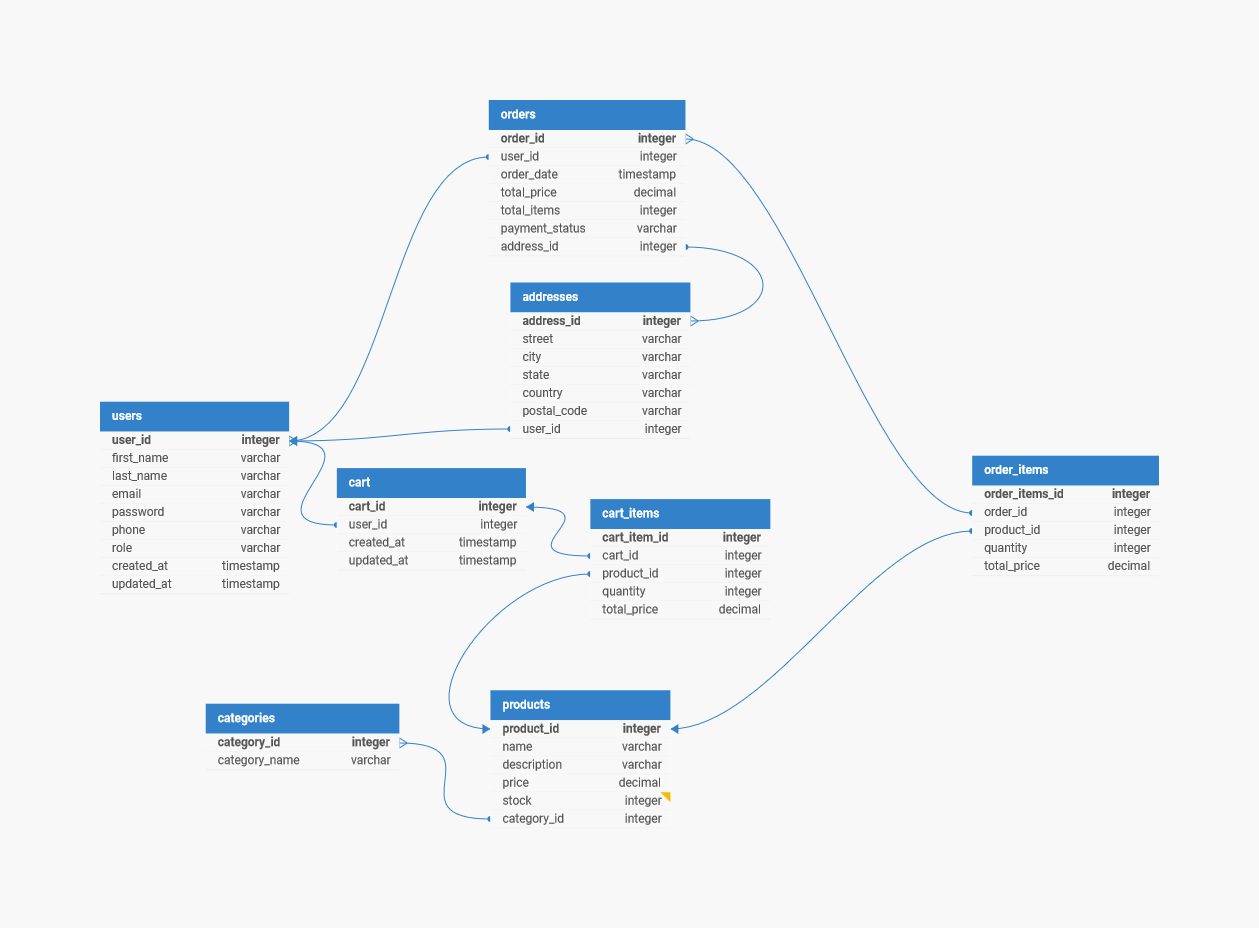 orders
order_id integer
user_id integer
order_date timestamp
total_price decimal
total_items integer
payment_status varchar
address_id integer
addresses
address_id integer
street varchar
city varchar
state varchar
country varchar
postal_code varchar
user_id integer
users
user_id integer
first_name varchar
last_name varchar
email varchar
password varchar
phone varchar
role varchar
created_at timestamp
updated_at timestamp
cart
cart_id integer
user_id integer
created_at timestamp
updated_at timestamp
cart_items
cart_item_id integer
cart_id integer
product_id integer
quantity integer
total_price decimal
order_items
order_items_id integer
order_id integer
product_id integer
quantity integer
total_price decimal
categories
category_id integer
category_name varchar
products
product_id integer
name varchar
description varchar
price decimal
stock integer
category_id integer